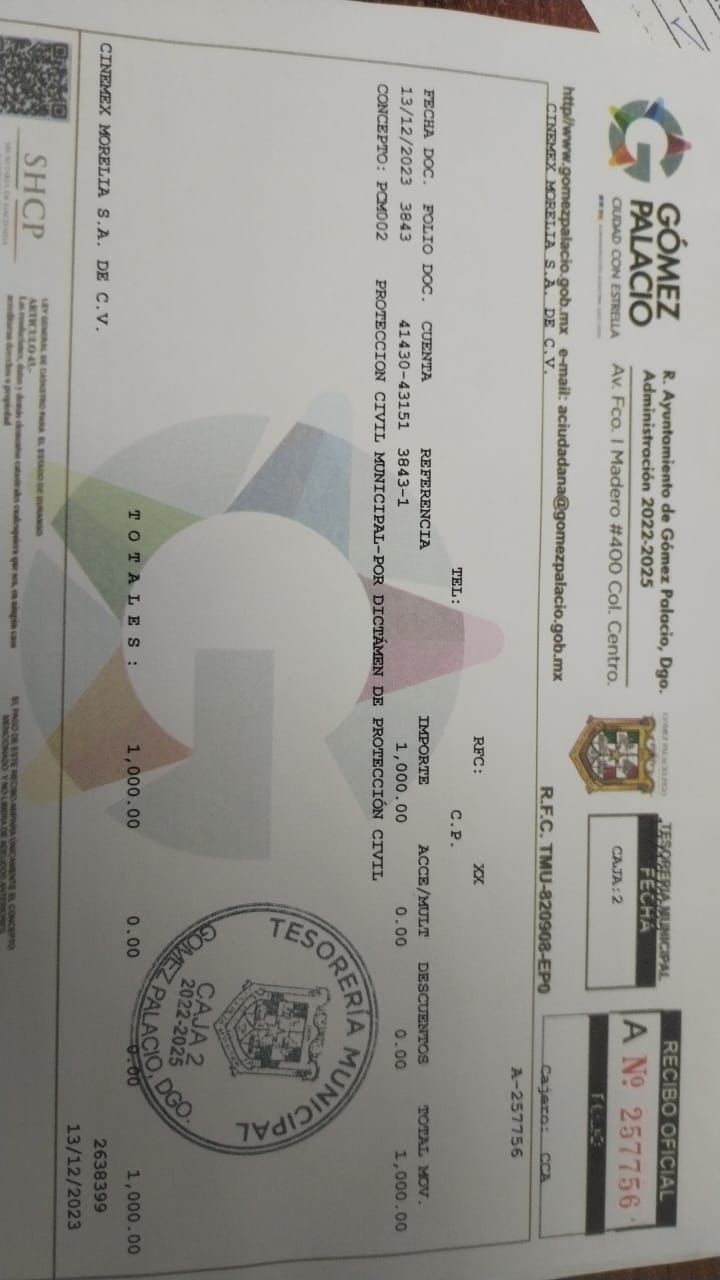 GÓMEZ
PALACIO
CIUDAD CON ESTRELLA
R. Ayuntamiento de Gómez Palacio, Dgo.
Administración 2022-2025
Av. Fco. I Madero #400 Col. Centro.
http//www.gomezpalacio.gob.mx e-mail: aciudadana@gomezpalacio.gob.mx
TESORERIA MUNICIPAL
FECHA
CAJA:2
RECIBO OFICIAL
A Nº 257756
FOLIO
R.F.C. TMU-820908-EP0
Cajero: CCA
CINEMEX MORELIA S.A. DE C.V.
A-257756
RFC: XX
TEL: C.P.
FECHA DOC. FOLIO DOC. CUENTA REFERENCIA IMPORTE ACCE/MULT DESCUENTOS TOTAL MOV.
13/12/2023 3843 41430-43151 3843-1 1,000.00 0.00 0.00 1,000.00
CONCEPTO: PCM002 PROTECCION CIVIL MUNICIPAL-POR DICTÁMEN DE PROTECCIÓN CIVIL
TESORERÍA MUNICIPAL
CAJA 2
2022-2025
GOMEZ PALACIO, DGO.
T O T A L E S : 1,000.00 0.00 0.00 1,000.00
CINEMEX MORELIA S.A. DE C.V.
2638399
13/12/2023
SHCP
LEY GENERAL DE CATASTRO PARA EL ESTADO DE DURANGO
ARTICULO 43.-
Las resoluciones, datos y demás elementos catastrales cualesquiera que sea, en ningún caso
acreditaran derechos o propiedad
EL PAGO DE ESTE RECIBO AMPARA ÚNICAMENTE EL CONCEPTO
MENCIONADO Y NO LIBERA DE ADEUDOS ANTERIORES